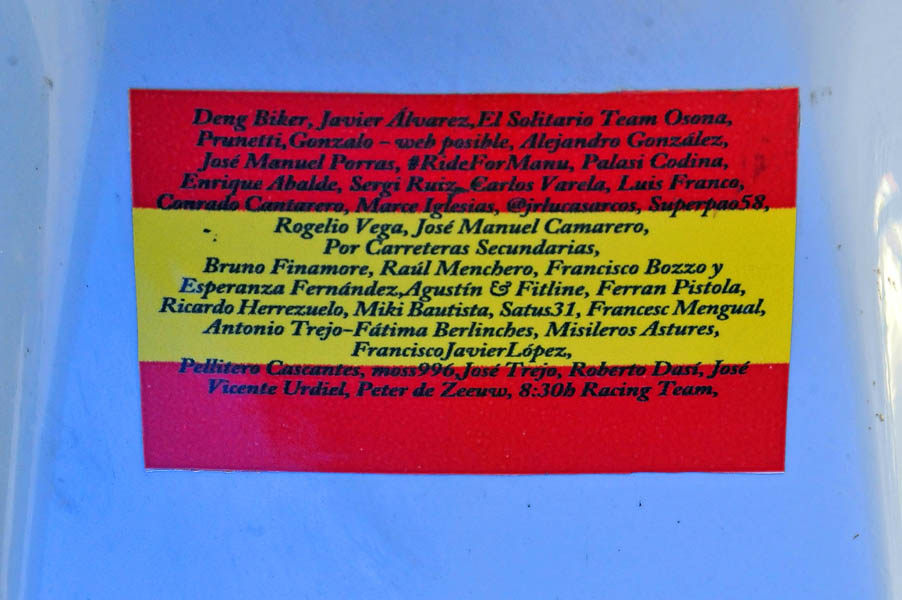 Deng Biker, Javier Álvarez,El Solitario Team Osona,
Prunetti,Gonzalo - web posible, Alejandro González,
José Manuel Porras, #RideForManu, Palasi Codina,
Enrique Abalde, Sergi Ruiz, Carlos Varela, Luis Franco,
Conrado Cantarero, Marce Iglesias, @jrlucasarcos, Superpao58,
Rogelio Vega, José Manuel Camarero,
Por Carreteras Secundarias,
Bruno Finamore, Raúl Menchero, Francisco Bozzo y
Esperanza Fernández,Agustín & Fitline, Ferran Pistola,
Ricardo Herrezuelo, Miki Bautista, Satus31, Francesc Mengual,
Antonio Trejo-Fátima Berlinches, Misileros Astures,
FranciscoJavierLópez,
Pellitero Cascantes, moss996,José Trejo, Roberto Dasí, José
Vicente Urdiel, Peter de Zeeuw, 8:30h Racing Team,